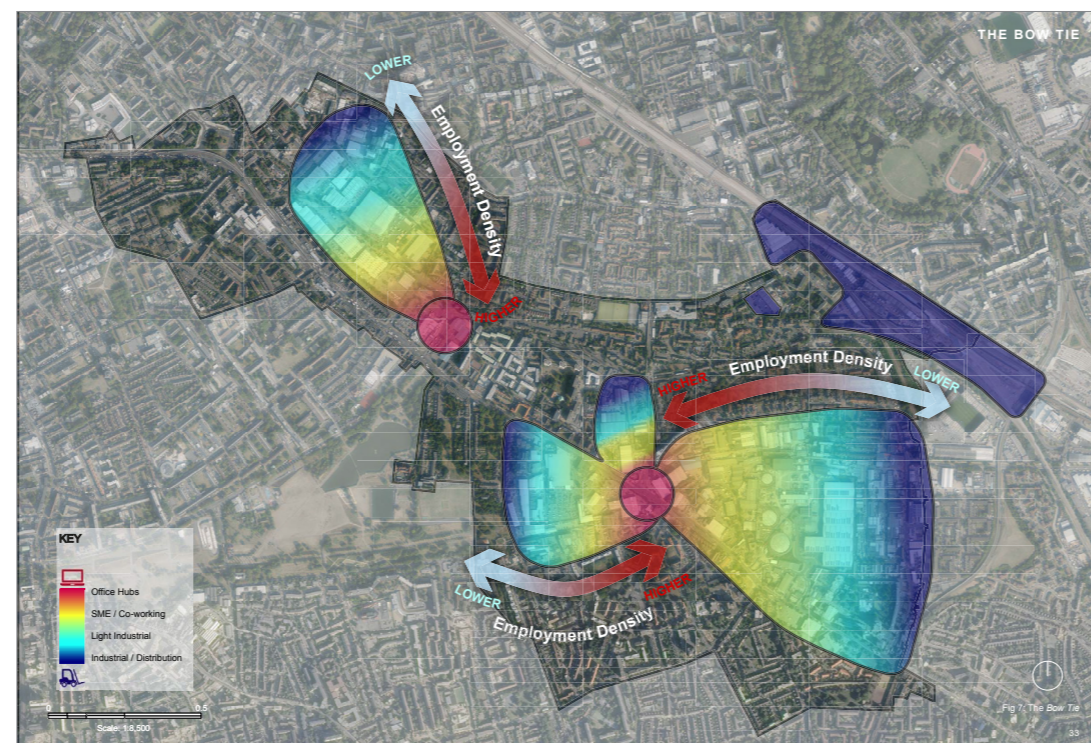 THE BOW TIE
LOWER
Employment Density
HIGHER
HIGHER
Employment Density
LOWER
LOWER
Employment Density
HIGHER
KEY
Office Hubs
SME / Co-working
Light Industrial
Industrial / Distribution
0
0.5
Scale: 1:8,500
Fig 7: The Bow Tie
33